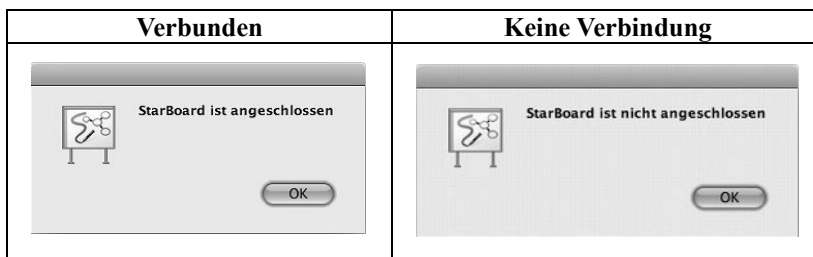 Verbunden
Keine Verbindung
StarBoard ist angeschlossen
OK
StarBoard ist nicht angeschlossen
OK